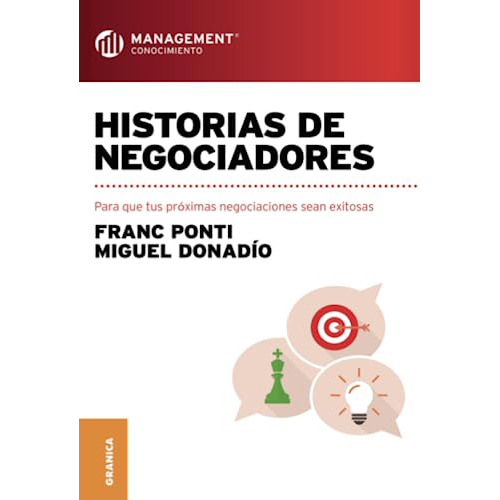 MANAGEMENT®
CONOCIMIENTO
HISTORIAS DE
NEGOCIADORES
Para que tus próximas negociaciones sean exitosas
FRANC PONTI
MIGUEL DONADÍO
GRANICA